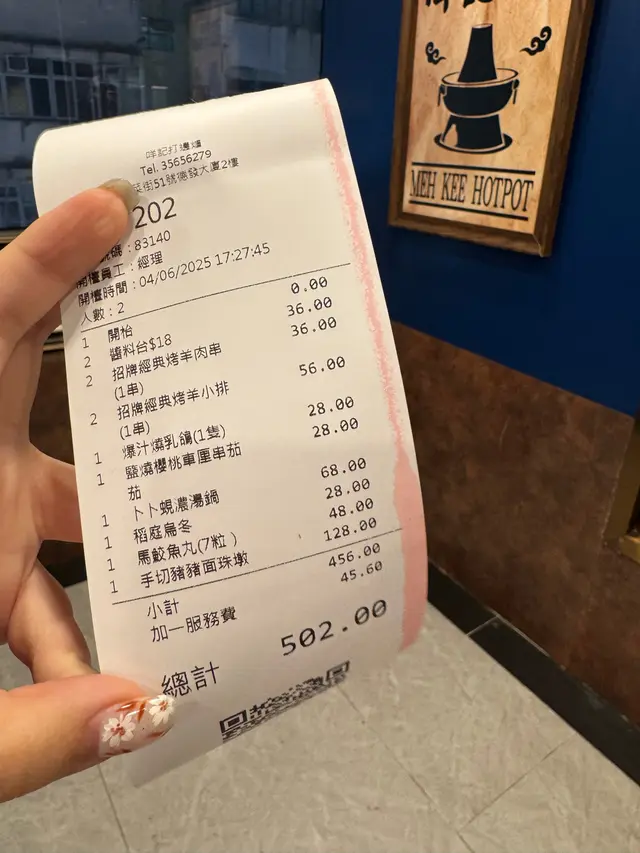 咩記打邊爐
Tel. 35656279
菜街51號德發大廈2樓
202
號碼：83140
開檯員工：經理
開檯時間：04/06/2025 17:27:45
人數：2
1 開枱 0.00
2 醬料台$18 36.00
2 招牌經典烤羊肉串 36.00
(1串)
2 招牌經典烤羊小排 56.00
(1串)
1 爆汁燒乳鴿(1隻) 28.00
1 鹽燒櫻桃車厘串茄 28.00
茄
1 卜卜蜆濃湯鍋 68.00
1 稻庭烏冬 28.00
1 馬鮫魚丸(7粒) 48.00
1 手切豬豬面珠墩 128.00
小計 456.00
加一服務費 45.60
總計 502.00
MEH KEE HOTPOT